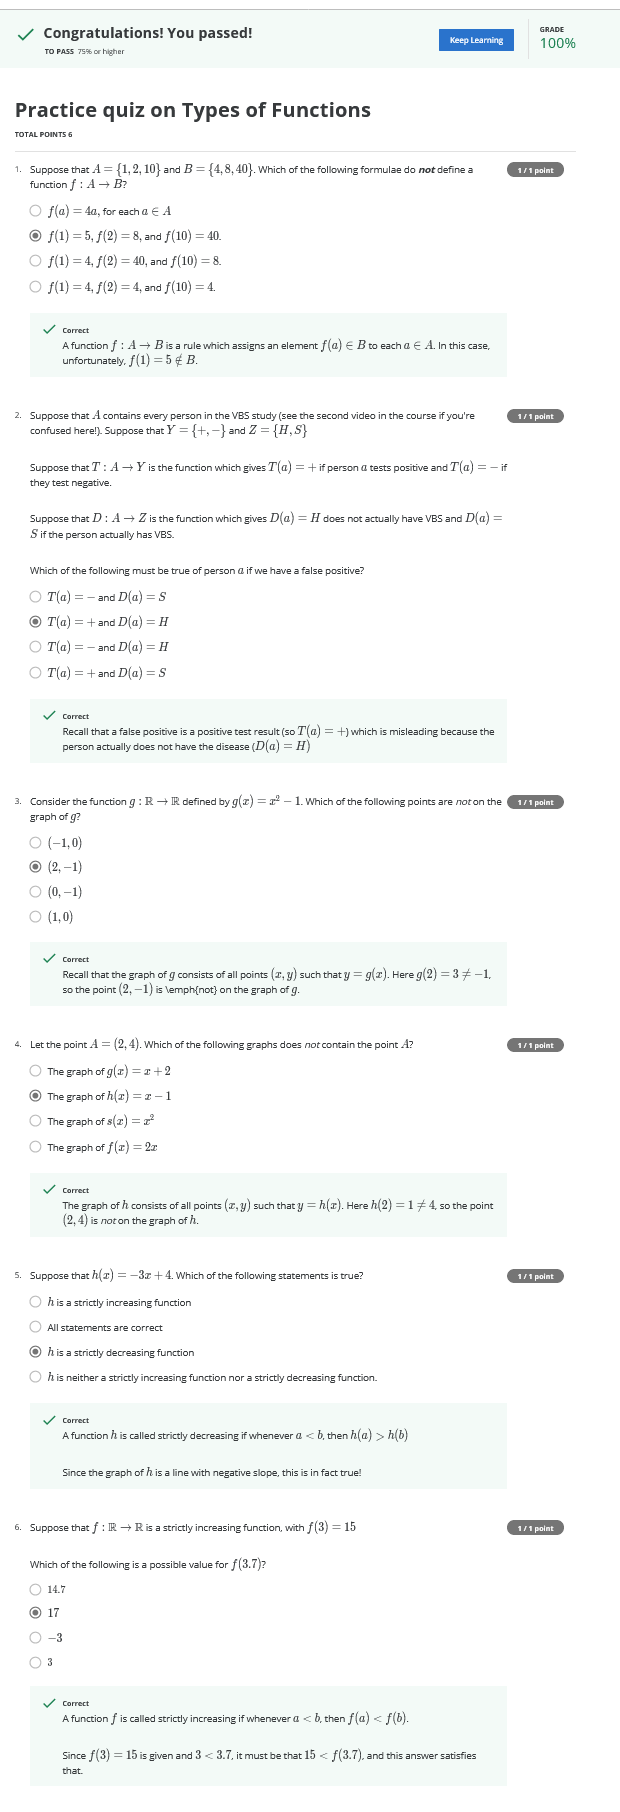 Congratulations! You passed!
TO PASS 75% or higher
Keep Learning
GRADE
100%
Practice quiz on Types of Functions
TOTAL POINTS 6
1. Suppose that A = {1, 2, 10} and B = {4, 8, 40}. Which of the following formulae do not define a
function f : A → B?
1 / 1 point
f(a) = 4a, for each a ∈ A
f(1) = 5, f(2) = 8, and f(10) = 40.
f(1) = 4, f(2) = 40, and f(10) = 8.
f(1) = 4, f(2) = 4, and f(10) = 4.
Correct
A function f : A → B is a rule which assigns an element f(a) ∈ B to each a ∈ A. In this case,
unfortunately, f(1) = 5 ∉ B.
2. Suppose that A contains every person in the VBS study (see the second video in the course if you're
confused here!). Suppose that Y = {+, −} and Z = {H, S}
1 / 1 point
Suppose that T : A → Y is the function which gives T(a) = + if person a tests positive and T(a) = − if
they test negative.
Suppose that D : A → Z is the function which gives D(a) = H does not actually have VBS and D(a) =
S if the person actually has VBS.
Which of the following must be true of person a if we have a false positive?
T(a) = − and D(a) = S
T(a) = + and D(a) = H
T(a) = − and D(a) = H
T(a) = + and D(a) = S
Correct
Recall that a false positive is a positive test result (so T(a) = +) which is misleading because the
person actually does not have the disease (D(a) = H)
3. Consider the function g : ℝ → ℝ defined by g(x) = x² − 1. Which of the following points are not on the
graph of g?
1 / 1 point
(−1, 0)
(2, −1)
(0, −1)
(1, 0)
Correct
Recall that the graph of g consists of all points (x, y) such that y = g(x). Here g(2) = 3 ≠ −1,
so the point (2, −1) is \emph{not} on the graph of g.
4. Let the point A = (2, 4). Which of the following graphs does not contain the point A?
1 / 1 point
The graph of g(x) = x + 2
The graph of h(x) = x − 1
The graph of s(x) = x²
The graph of f(x) = 2x
Correct
The graph of h consists of all points (x, y) such that y = h(x). Here h(2) = 1 ≠ 4, so the point
(2, 4) is not on the graph of h.
5. Suppose that h(x) = −3x + 4. Which of the following statements is true?
1 / 1 point
h is a strictly increasing function
All statements are correct
h is a strictly decreasing function
h is neither a strictly increasing function nor a strictly decreasing function.
Correct
A function h is called strictly decreasing if whenever a < b, then h(a) > h(b)
Since the graph of h is a line with negative slope, this is in fact true!
6. Suppose that f : ℝ → ℝ is a strictly increasing function, with f(3) = 15
1 / 1 point
Which of the following is a possible value for f(3.7)?
14.7
17
−3
3
Correct
A function f is called strictly increasing if whenever a < b, then f(a) < f(b).
Since f(3) = 15 is given and 3 < 3.7, it must be that 15 < f(3.7), and this answer satisfies
that.